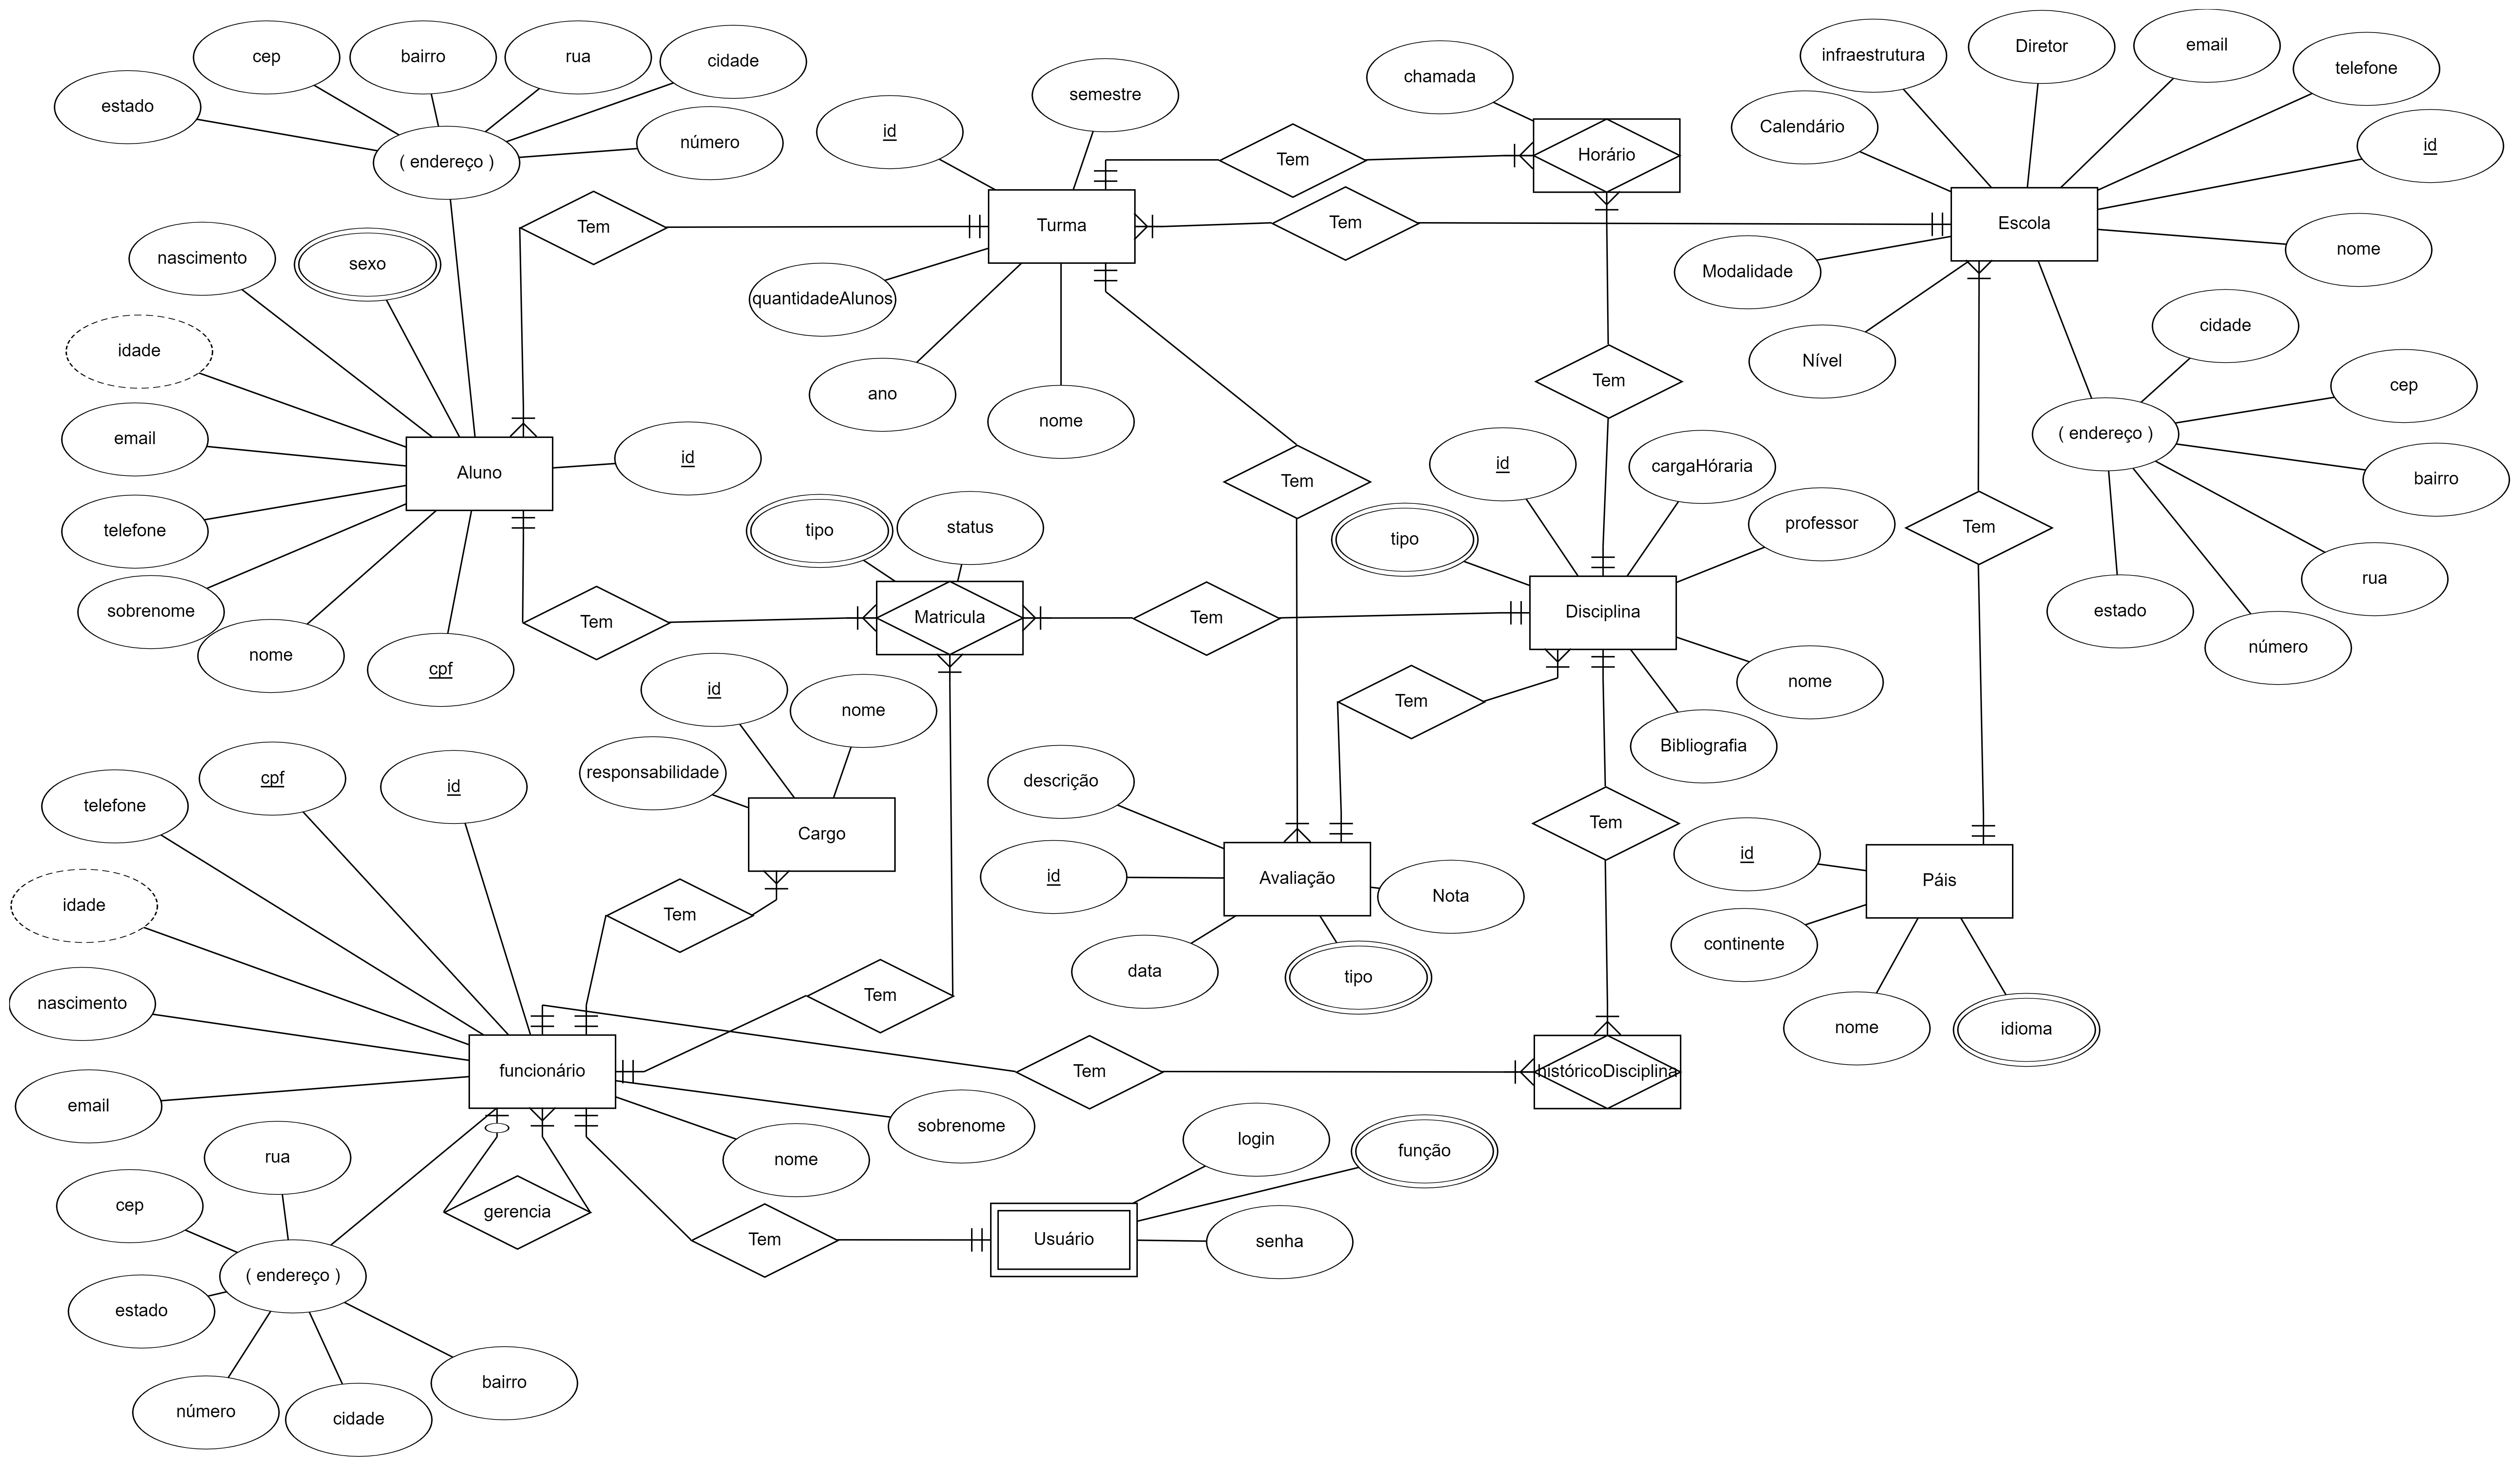 cep
bairro
rua
cidade
estado
( endereço )
número
nascimento
sexo
idade
email
telefone
sobrenome
nome
cpf
Aluno
id
Tem
id
semestre
Turma
quantidadeAlunos
ano
nome
Tem
Tem
chamada
Horário
Tem
infraestrutura
Diretor
email
telefone
Calendário
id
Escola
nome
Modalidade
Nível
cidade
cep
( endereço )
bairro
rua
estado
número
Tem
Tem
tipo
status
Matricula
Tem
Tem
id
cargaHóraria
tipo
professor
Disciplina
nome
Bibliografia
Tem
Tem
id
nome
responsabilidade
Cargo
Tem
Tem
descrição
id
Avaliação
Nota
data
tipo
id
Páis
continente
nome
idioma
telefone
cpf
id
idade
nascimento
email
funcionário
sobrenome
nome
Tem
históricoDisciplina
gerencia
Tem
login
função
Usuário
senha
rua
cep
( endereço )
estado
número
cidade
bairro